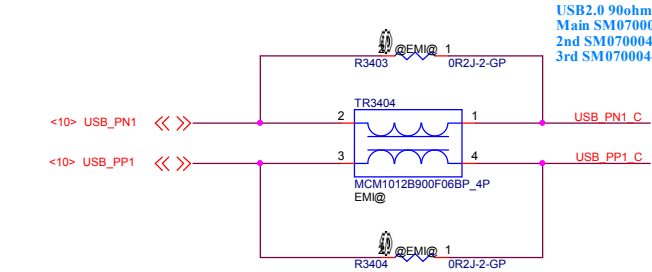 USB2.0 90ohm
Main SM0700
2nd SM070004
3rd SM070004
@EMI@ 1
R3403 0R2J-2-GP
TR3404
<10> USB_PN1 2 1 USB_PN1_C
<10> USB_PP1 3 4 USB_PP1_C
MCM1012B900F06BP_4P
EMI@
@EMI@ 1
R3404 0R2J-2-GP